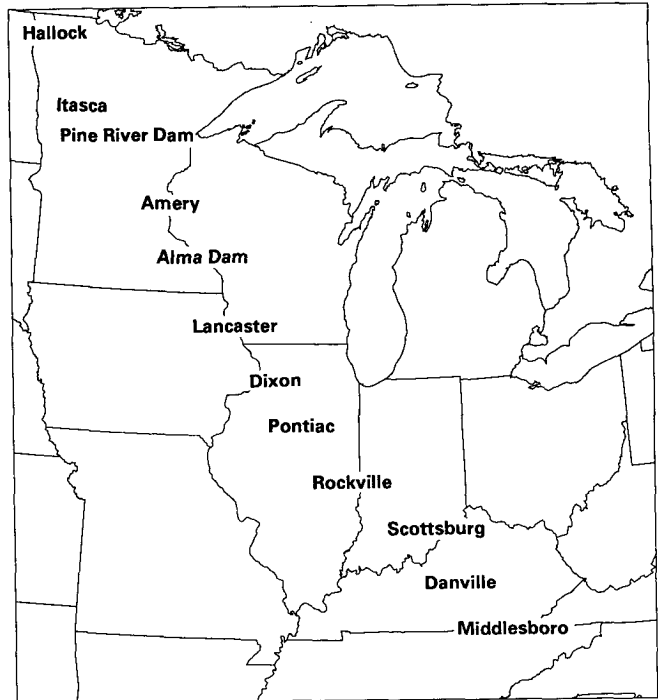 Hallock
Itasca
Pine River Dam
Amery
Alma Dam
Lancaster
Dixon
Pontiac
Rockville
Scottsburg
Danville
Middlesboro